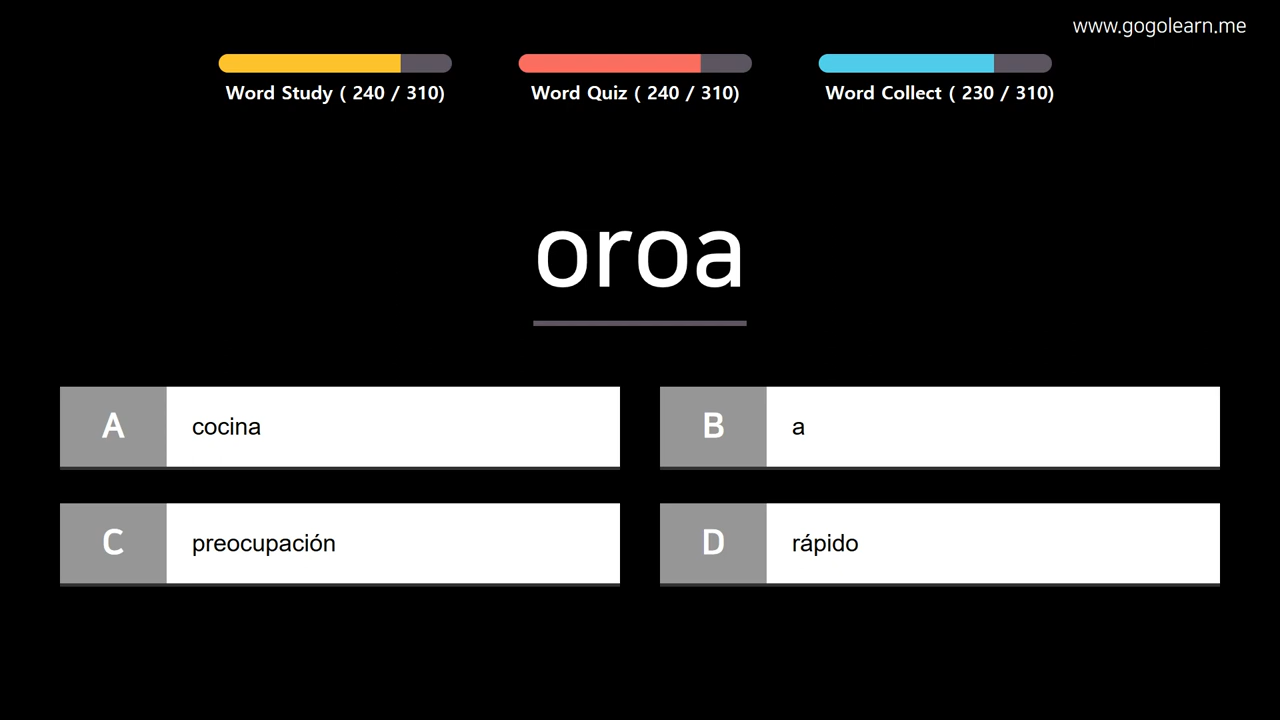 www.gogolearn.me
Word Study ( 240 / 310)
Word Quiz ( 240 / 310)
Word Collect ( 230 / 310)
oroa
A cocina
B a
C preocupación
D rápido